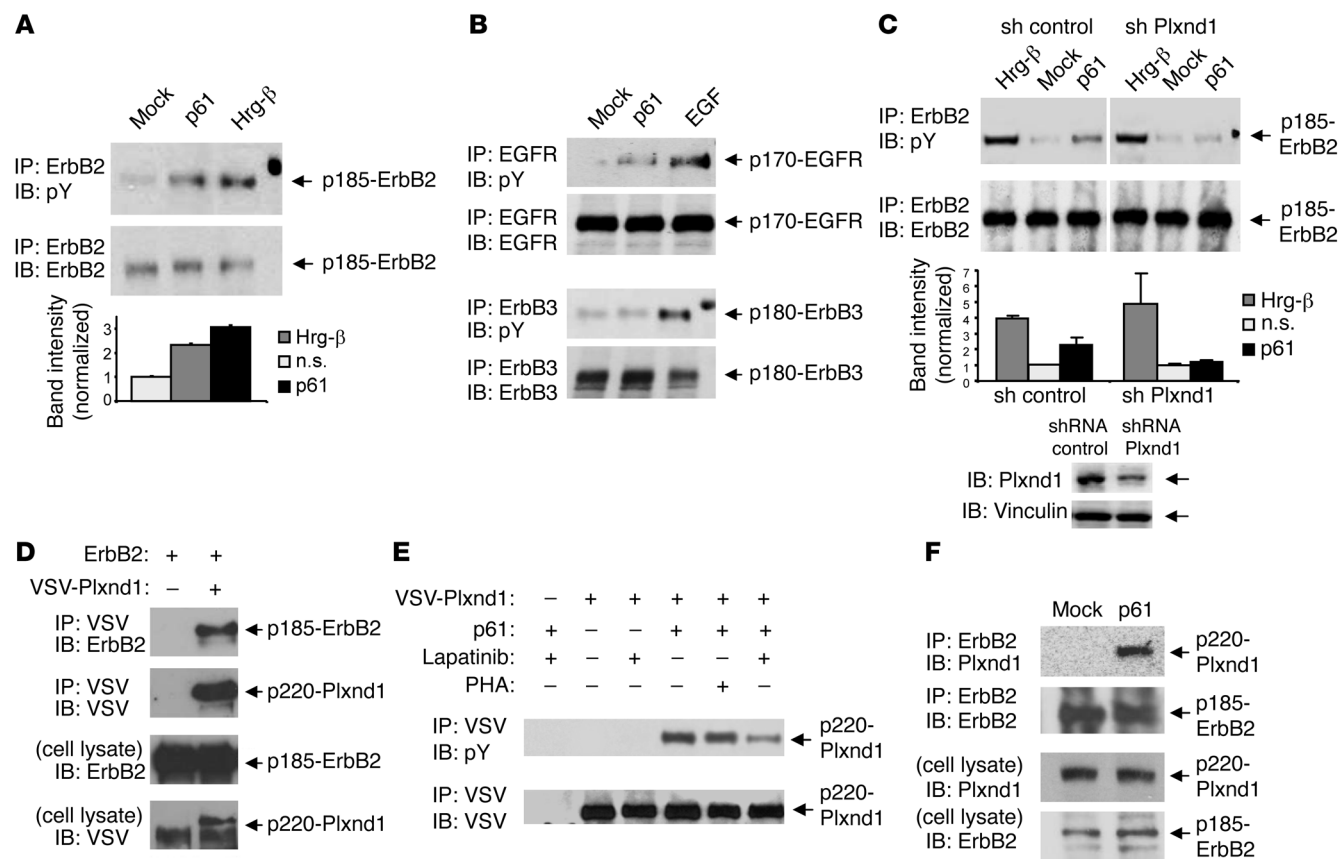 A
Mock p61 Hrg-β
IP: ErbB2
IB: pY
p185-ErbB2
IP: ErbB2
IB: ErbB2
p185-ErbB2
Band intensity
(normalized)
3
2
1
0
Hrg-β
n.s.
p61
B
Mock p61 EGF
IP: EGFR
IB: pY
p170-EGFR
IP: EGFR
IB: EGFR
p170-EGFR
IP: ErbB3
IB: pY
p180-ErbB3
IP: ErbB3
IB: ErbB3
p180-ErbB3
C
sh control sh Plxnd1
Hrg-β Mock p61 Hrg-β Mock p61
IP: ErbB2
IB: pY
p185-
ErbB2
IP: ErbB2
IB: ErbB2
p185-
ErbB2
Band intensity
(normalized)
7
6
5
4
3
2
1
0
Hrg-β
n.s.
p61
sh control sh Plxnd1
shRNA shRNA
control Plxnd1
IB: Plxnd1
IB: Vinculin
D
ErbB2: + +
VSV-Plxnd1: – +
IP: VSV
IB: ErbB2
p185-ErbB2
IP: VSV
IB: VSV
p220-Plxnd1
(cell lysate)
IB: ErbB2
p185-ErbB2
(cell lysate)
IB: VSV
p220-Plxnd1
E
VSV-Plxnd1: – + + + + +
p61: + – – + + +
Lapatinib: + – + – – +
PHA: – – – – + –
IP: VSV
IB: pY
p220-
Plxnd1
IP: VSV
IB: VSV
p220-
Plxnd1
F
Mock p61
IP: ErbB2
IB: Plxnd1
p220-
Plxnd1
IP: ErbB2
IB: ErbB2
p185-
ErbB2
(cell lysate)
IB: Plxnd1
p220-
Plxnd1
(cell lysate)
IB: ErbB2
p185-
ErbB2